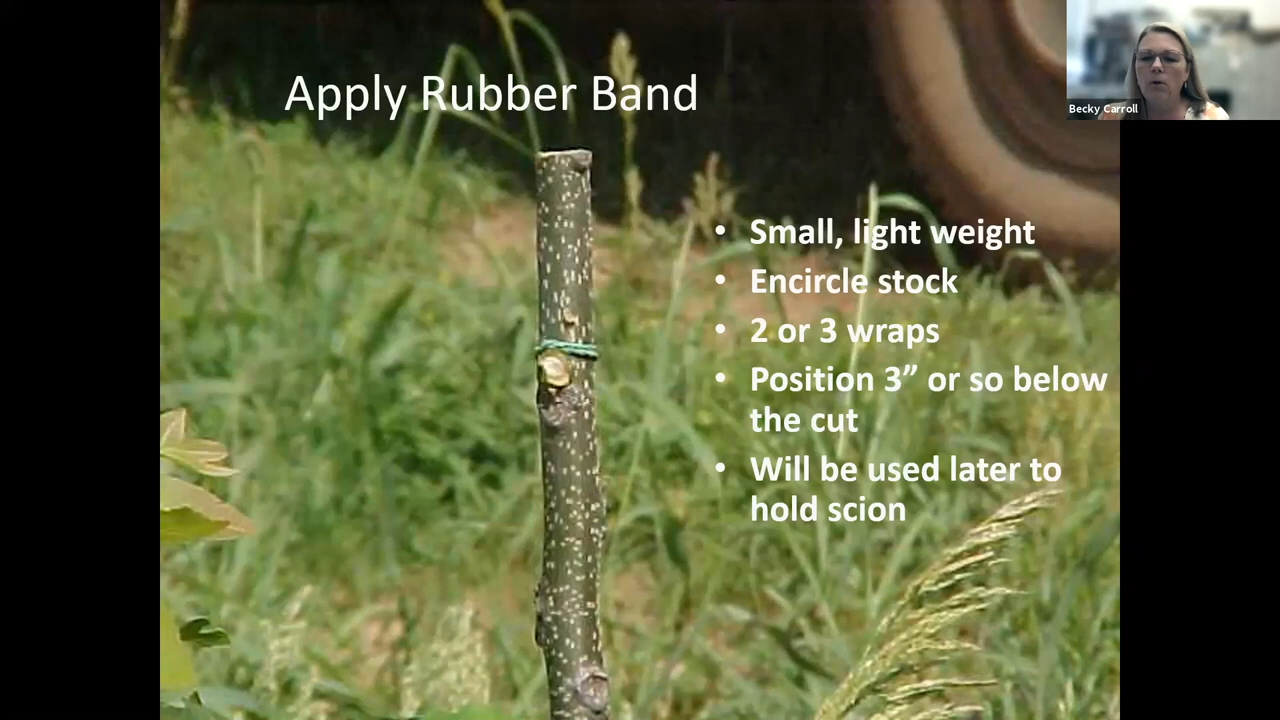 Apply Rubber Band
Becky Carroll
• Small, light weight
• Encircle stock
• 2 or 3 wraps
• Position 3” or so below
the cut
• Will be used later to
hold scion